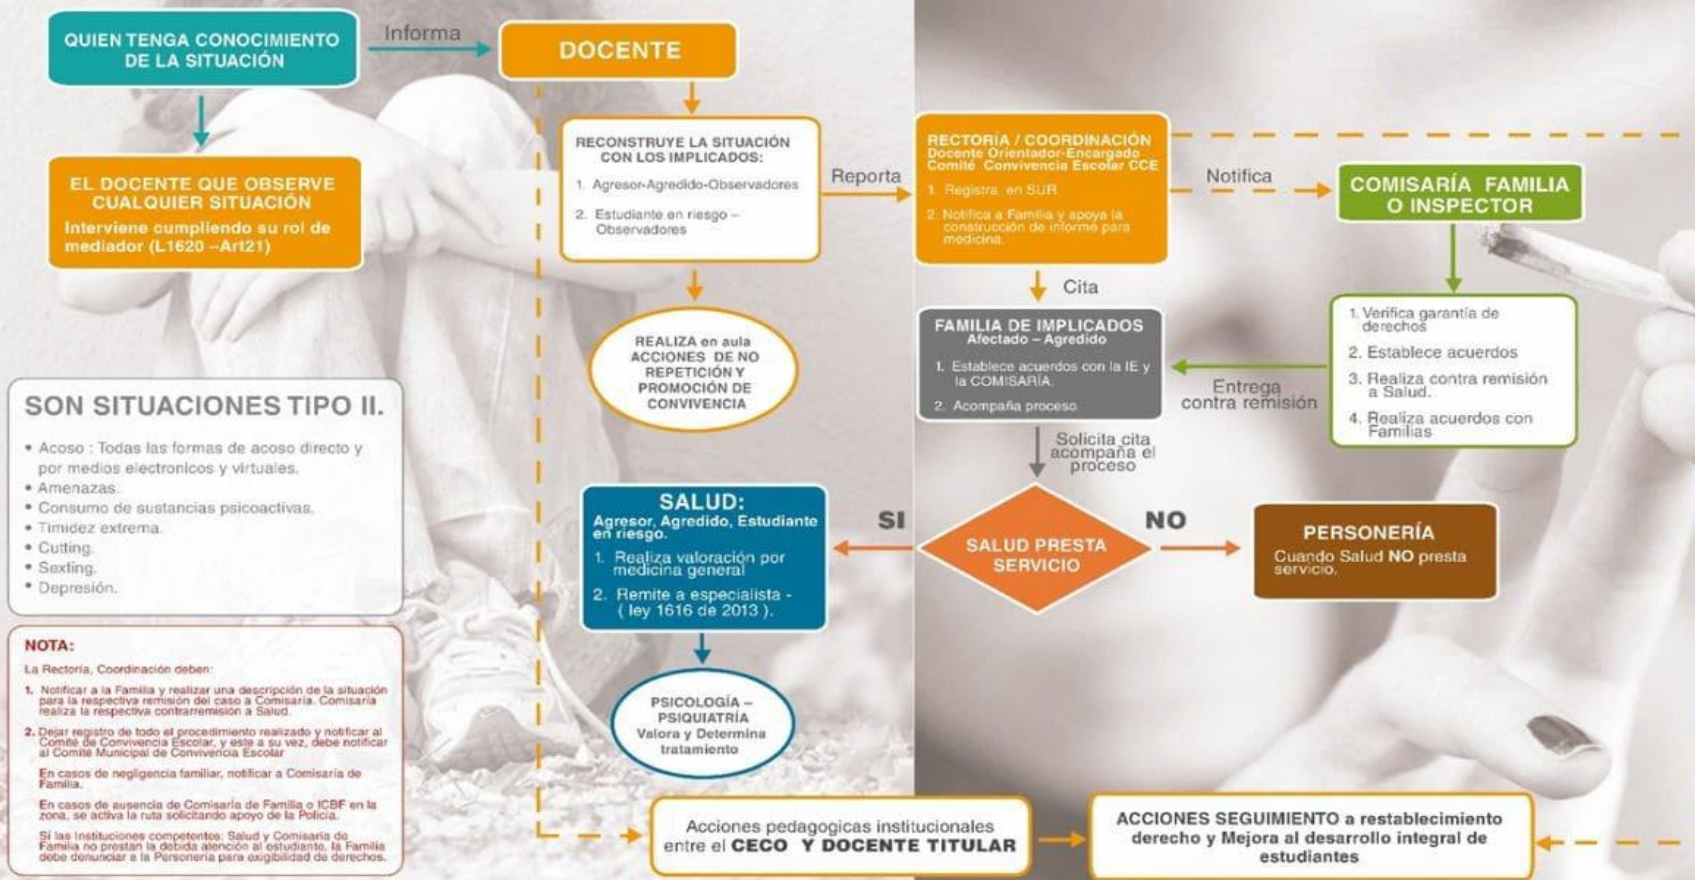 QUIEN TENGA CONOCIMIENTO
DE LA SITUACIÓN
Informa
DOCENTE
EL DOCENTE QUE OBSERVE
CUALQUIER SITUACIÓN
Interviene cumpliendo su rol de
mediador (L1620 –Art21)
RECONSTRUYE LA SITUACIÓN
CON LOS IMPLICADOS:
1. Agresor-Agredido-Observadores
2. Estudiante en riesgo –
Observadores
Reporta
RECTORÍA / COORDINACIÓN
Docente Orientador-Encargado
Comité Convivencia Escolar CCE
1. Registra en SUR
2. Notifica a Familia y apoya la
construcción de informe para
medicina.
Notifica
COMISARÍA FAMILIA
O INSPECTOR
1. Verifica garantía de
derechos
2. Establece acuerdos
3. Realiza contra remisión
a Salud.
4. Realiza acuerdos con
Familias
Entrega
contra remisión
Cita
FAMILIA DE IMPLICADOS
Afectado – Agredido
1. Establece acuerdos con la IE y
la COMISARÍA.
2. Acompaña proceso
Solicita cita
acompaña el
proceso
REALIZA en aula
ACCIONES DE NO
REPETICIÓN Y
PROMOCIÓN DE
CONVIVENCIA
SON SITUACIONES TIPO II.
• Acoso : Todas las formas de acoso directo y
por medios electronicos y virtuales.
• Amenazas.
• Consumo de sustancias psicoactivas.
• Timidez extrema.
• Cutting.
• Sexting.
• Depresión.
SALUD:
Agresor, Agredido, Estudiante
en riesgo.
1. Realiza valoración por
medicina general
2. Remite a especialista -
( ley 1616 de 2013 ).
SI
SALUD PRESTA
SERVICIO
NO
PERSONERÍA
Cuando Salud NO presta
servicio.
PSICOLOGÍA –
PSIQUIATRÍA
Valora y Determina
tratamiento
NOTA:
La Rectoría, Coordinación deben:
1. Notificar a la Familia y realizar una descripción de la situación
para la respectiva remisión del caso a Comisaría. Comisaría
realiza la respectiva contrarremisión a Salud.
2. Dejar registro de todo el procedimiento realizado y notificar al
Comité de Convivencia Escolar, y este a su vez, debe notificar
al Comité Municipal de Convivencia Escolar
En casos de negligencia familiar, notificar a Comisaría de
Familia.
En casos de ausencia de Comisaría de Familia o ICBF en la
zona, se activa la ruta solicitando apoyo de la Policía.
Si las Instituciones competentes: Salud y Comisaría de
Familia no prestan la debida atención al estudiante, la Familia
debe denunciar a la Personería para exigibilidad de derechos.
Acciones pedagogicas institucionales
entre el CECO Y DOCENTE TITULAR
ACCIONES SEGUIMIENTO a restablecimiento
derecho y Mejora al desarrollo integral de
estudiantes